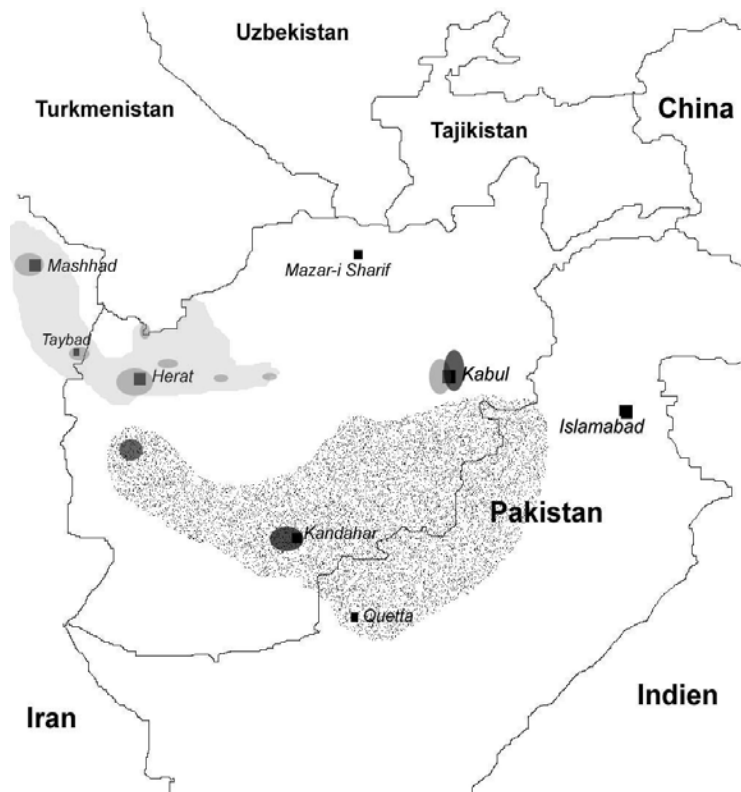 Uzbekistan
Turkmenistan
China
Tajikistan
Mashhad
Mazar-i Sharif
Taybad
Herat
Kabul
Islamabad
Pakistan
Kandahar
Quetta
Indien
Iran